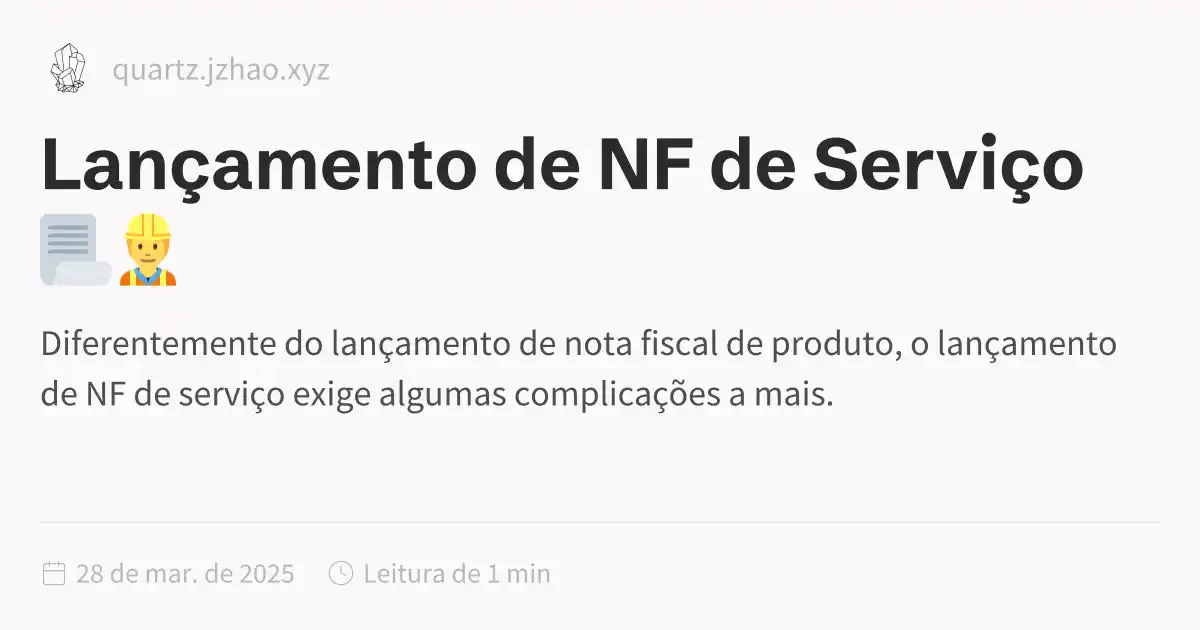 quartz.jzhao.xyz
Lançamento de NF de Serviço
Diferentemente do lançamento de nota fiscal de produto, o lançamento
de NF de serviço exige algumas complicações a mais.
28 de mar. de 2025 Leitura de 1 min